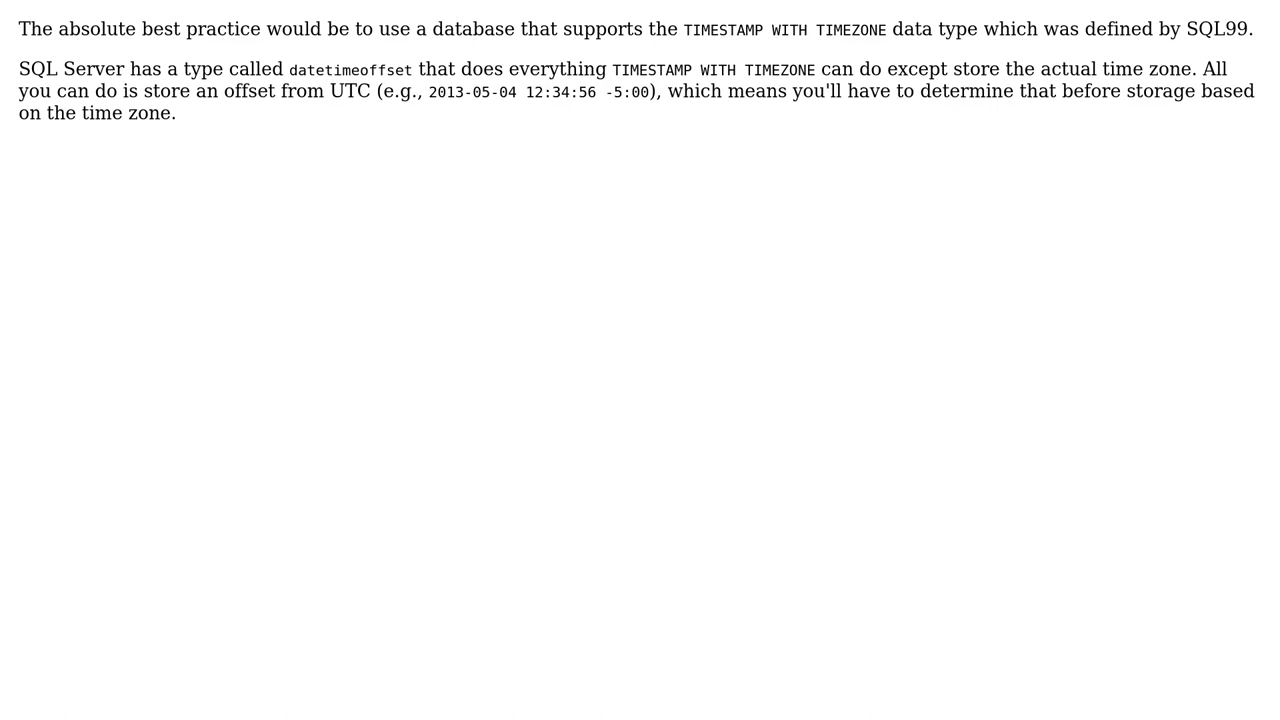 The absolute best practice would be to use a database that supports the TIMESTAMP WITH TIMEZONE data type which was defined by SQL99.
SQL Server has a type called datetimeoffset that does everything TIMESTAMP WITH TIMEZONE can do except store the actual time zone. All
you can do is store an offset from UTC (e.g., 2013-05-04 12:34:56 -5:00), which means you'll have to determine that before storage based
on the time zone.